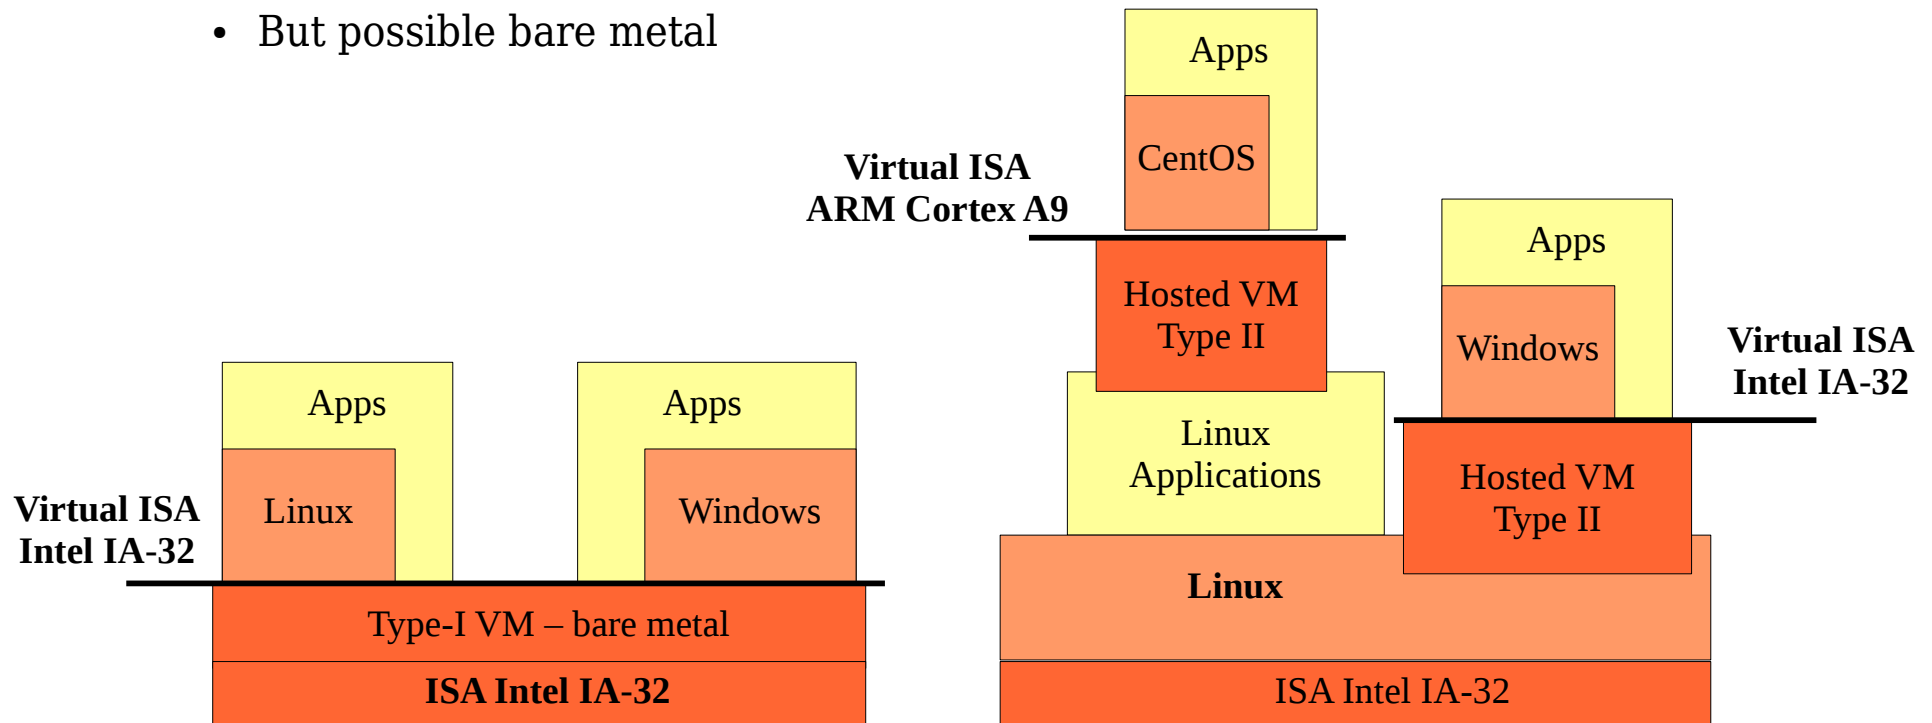 • But possible bare metal
Apps
CentOS
Virtual ISA
ARM Cortex A9
Hosted VM
Type II
Linux
Applications
Apps
Windows
Virtual ISA
Intel IA-32
Hosted VM
Type II
Linux
ISA Intel IA-32
Apps
Linux
Apps
Windows
Virtual ISA
Intel IA-32
Type-I VM – bare metal
ISA Intel IA-32